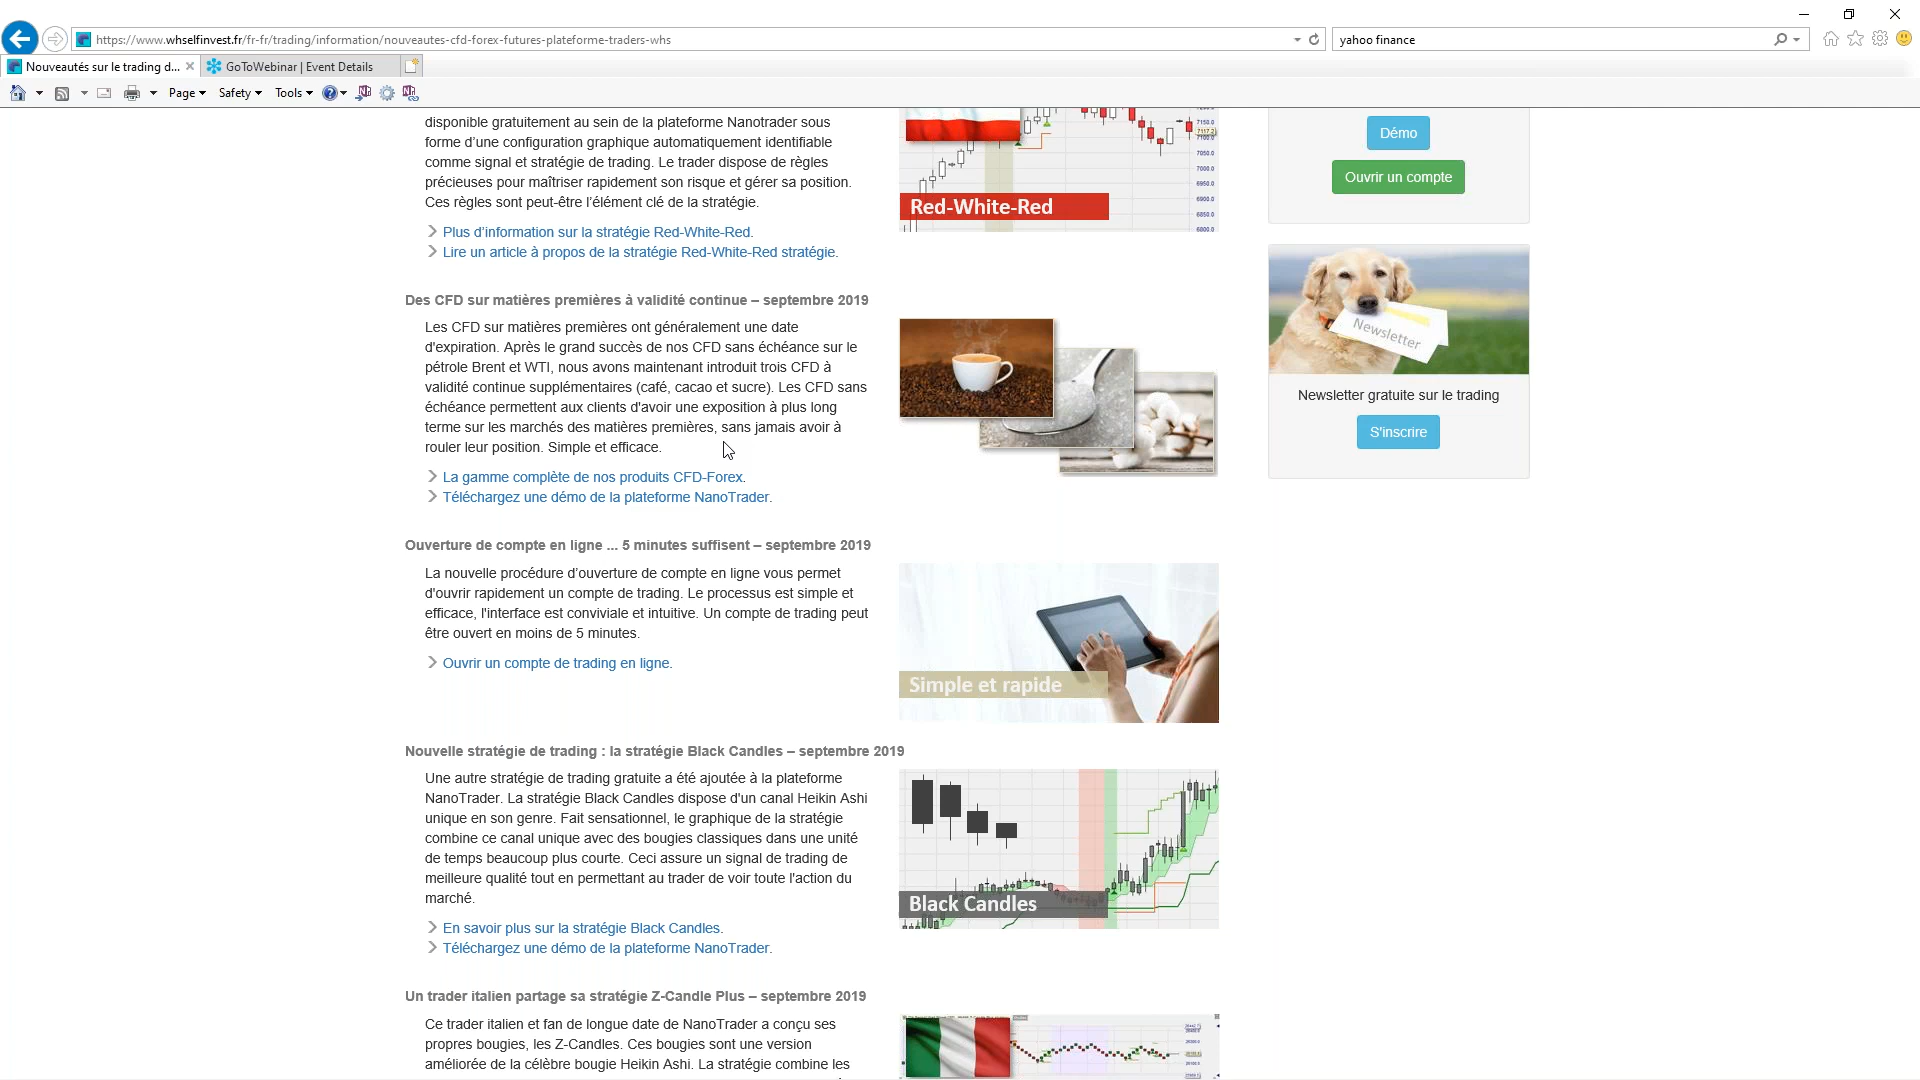 https://www.whselfinvest.fr/fr-fr/trading/information/nouveautes-cfd-forex-futures-plateforme-traders-whs
yahoo finance
Nouveautés sur le trading d...
GoToWebinar | Event Details
Page
Safety
Tools
disponible gratuitement au sein de la plateforme Nanotrader sous
forme d'une configuration graphique automatiquement identifiable
comme signal et stratégie de trading. Le trader dispose de règles
précieuses pour maîtriser rapidement son risque et gérer sa position.
Ces règles sont peut-être l'élément clé de la stratégie.
Plus d'information sur la stratégie Red-White-Red.
Lire un article à propos de la stratégie Red-White-Red stratégie.
7150.0
7117.2
7100.0
7050.0
7000.0
6950.0
6900.0
6850.0
6800.0
Red-White-Red
Démo
Ouvrir un compte
Des CFD sur matières premières à validité continue – septembre 2019
Les CFD sur matières premières ont généralement une date
d'expiration. Après le grand succès de nos CFD sans échéance sur le
pétrole Brent et WTI, nous avons maintenant introduit trois CFD à
validité continue supplémentaires (café, cacao et sucre). Les CFD sans
échéance permettent aux clients d'avoir une exposition à plus long
terme sur les marchés des matières premières, sans jamais avoir à
rouler leur position. Simple et efficace.
La gamme complète de nos produits CFD-Forex.
Téléchargez une démo de la plateforme NanoTrader.
Newsletter
Newsletter gratuite sur le trading
S'inscrire
Ouverture de compte en ligne ... 5 minutes suffisent – septembre 2019
La nouvelle procédure d'ouverture de compte en ligne vous permet
d'ouvrir rapidement un compte de trading. Le processus est simple et
efficace, l'interface est conviviale et intuitive. Un compte de trading peut
être ouvert en moins de 5 minutes.
Ouvrir un compte de trading en ligne.
Simple et rapide
Nouvelle stratégie de trading : la stratégie Black Candles – septembre 2019
Une autre stratégie de trading gratuite a été ajoutée à la plateforme
NanoTrader. La stratégie Black Candles dispose d'un canal Heikin Ashi
unique en son genre. Fait sensationnel, le graphique de la stratégie
combine ce canal unique avec des bougies classiques dans une unité
de temps beaucoup plus courte. Ceci assure un signal de trading de
meilleure qualité tout en permettant au trader de voir toute l'action du
marché.
En savoir plus sur la stratégie Black Candles.
Téléchargez une démo de la plateforme NanoTrader.
Black Candles
Un trader italien partage sa stratégie Z-Candle Plus – septembre 2019
Ce trader italien et fan de longue date de NanoTrader a conçu ses
propres bougies, les Z-Candles. Ces bougies sont une version
améliorée de la célèbre bougie Heikin Ashi. La stratégie combine les